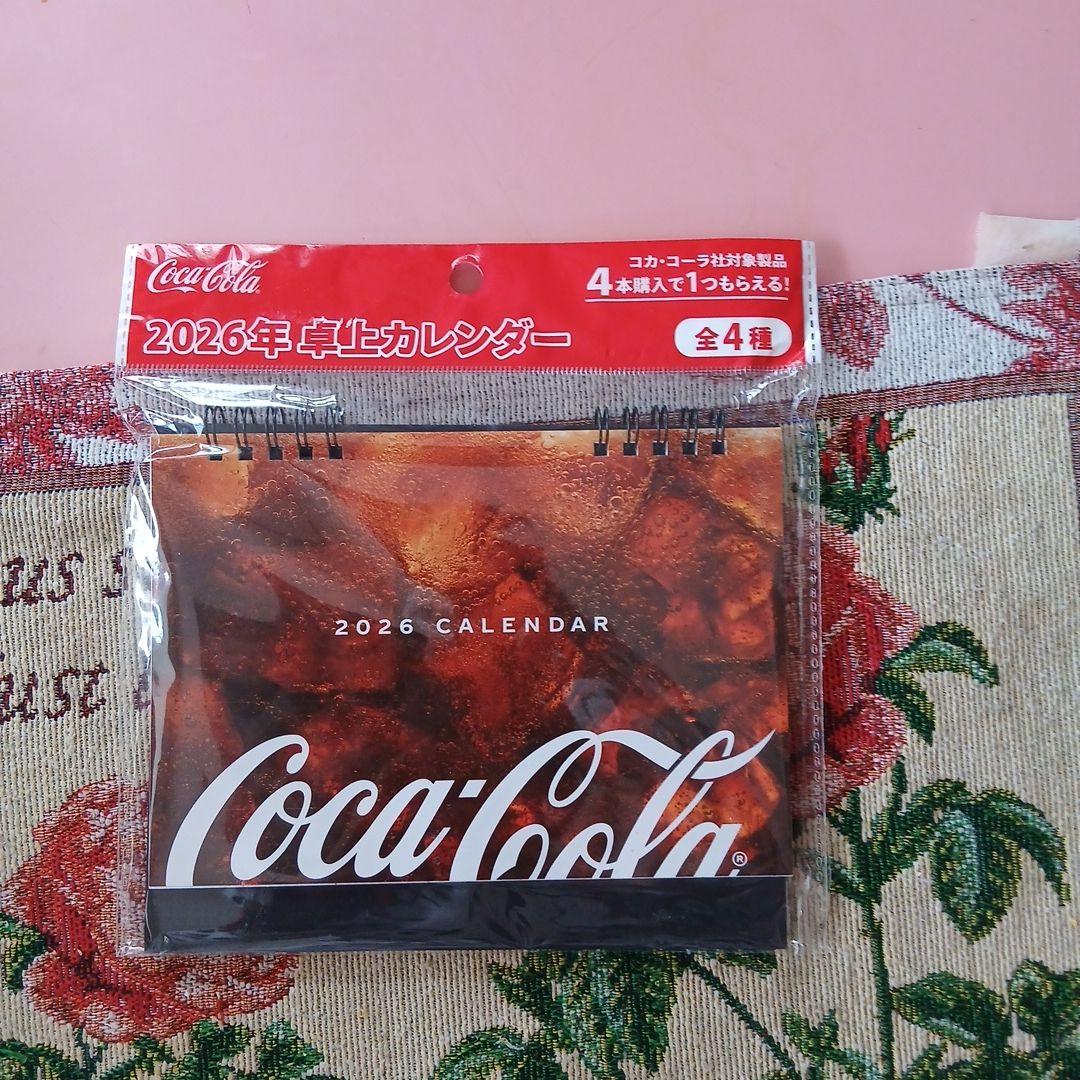 Coca-Cola®
コカ・コーラ社対象製品
4本購入で1つもらえる!
2026年 卓上カレンダー
全4種
2026 CALENDAR
Coca-Cola®